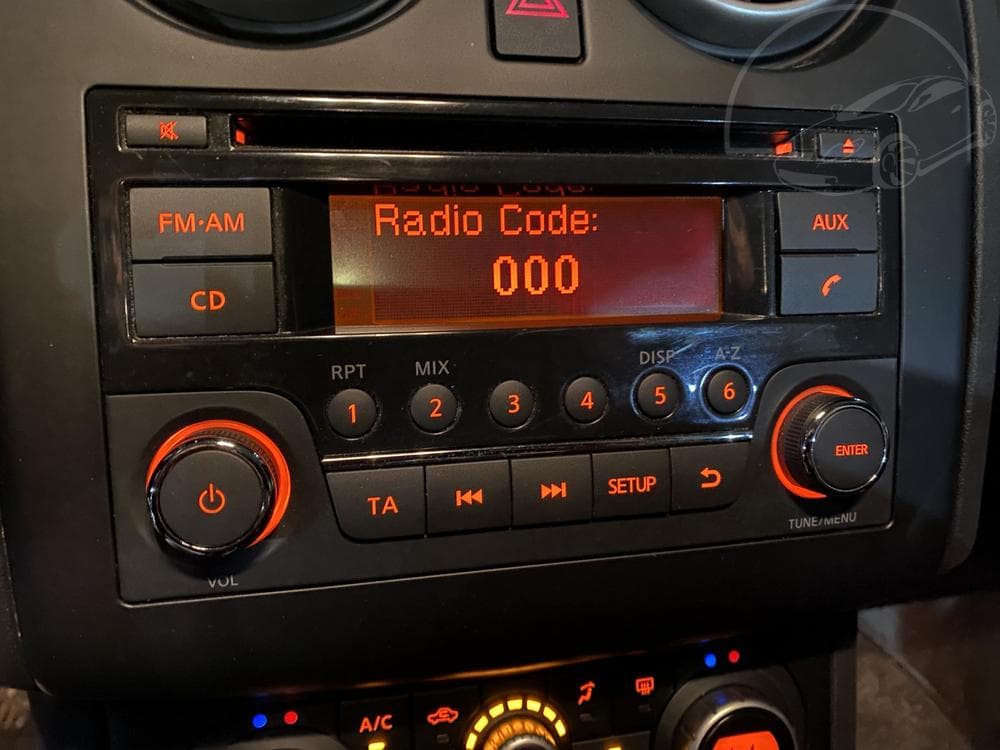 FM·AM
CD
Radio Code:
000
AUX
RPT
MIX
DISP
A-Z
1
2
3
4
5
6
TA
SETUP
ENTER
VOL
TUNE/MENU
A/C